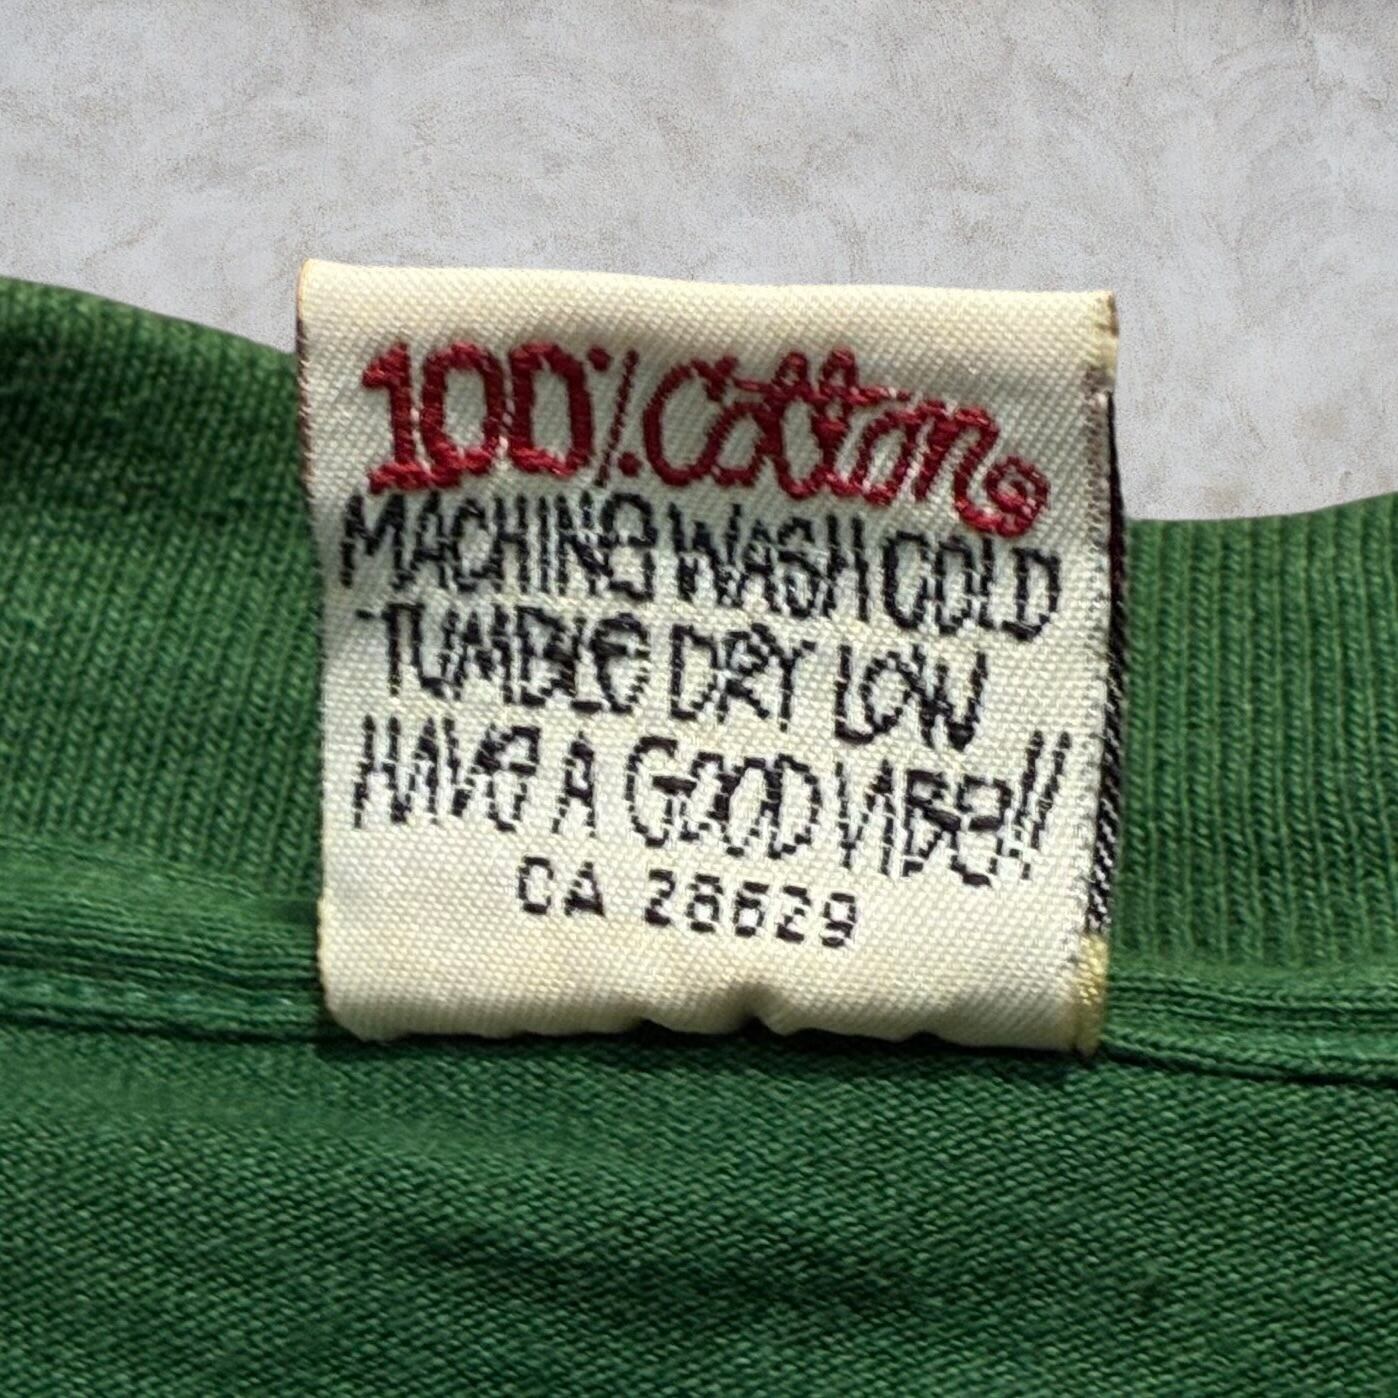 100% Cotton
MACHINE WASH COLD
TUMBLE DRY LOW
HAVE A GOOD VIBE!!
CA 28629